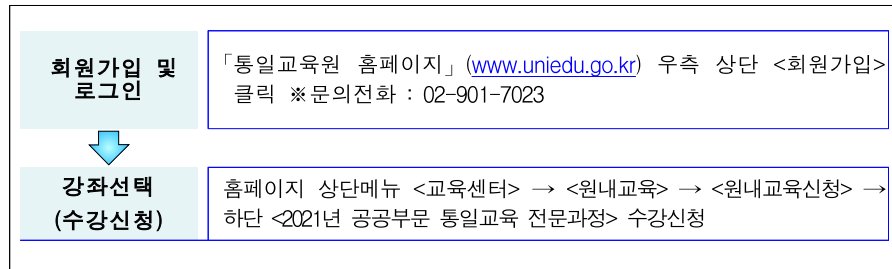 회원가입 및
로그인
「통일교육원 홈페이지」(www.uniedu.go.kr) 우측 상단 <회원가입>
클릭 ※문의전화 : 02-901-7023
강좌선택
(수강신청)
홈페이지 상단메뉴 <교육센터> → <원내교육> → <원내교육신청> →
하단 <2021년 공공부문 통일교육 전문과정> 수강신청